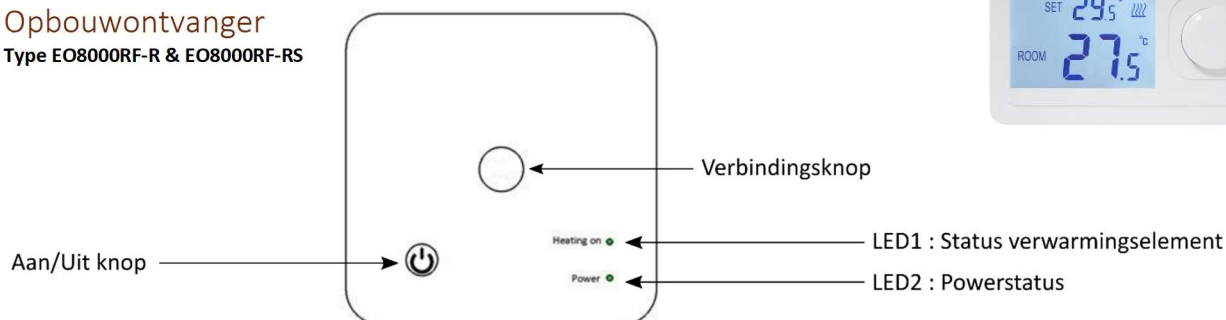 Opbouwontvanger
Type EO8000RF-R & EO8000RF-RS
SET 29.5
ROOM 27.5 °C
Verbindingsknop
Heating on
LED1 : Status verwarmingselement
Aan/Uit knop
Power
LED2 : Powerstatus